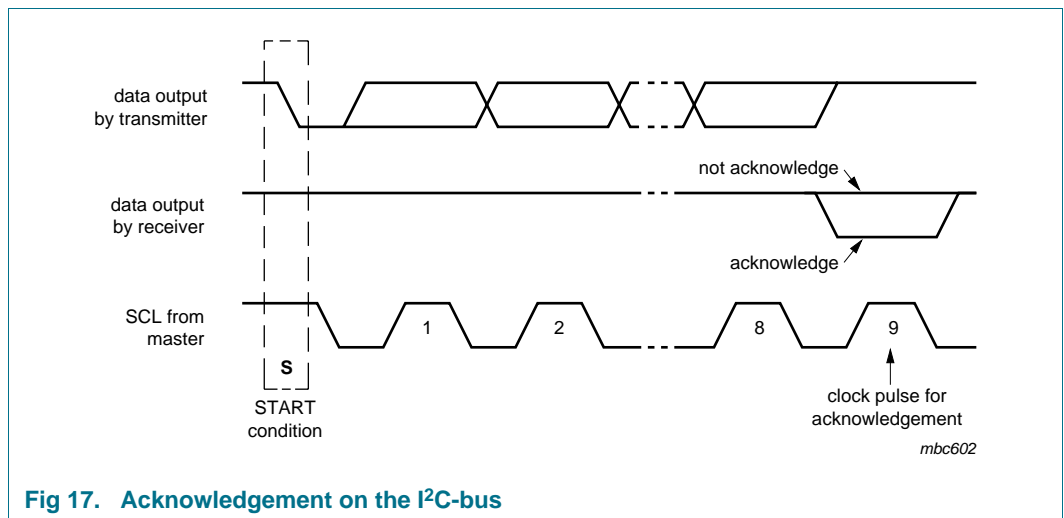 data output
by transmitter
not acknowledge
data output
by receiver
acknowledge
SCL from
master
1
2
8
9
S
START
condition
clock pulse for
acknowledgement
mbc602
Fig 17. Acknowledgement on the I²C-bus